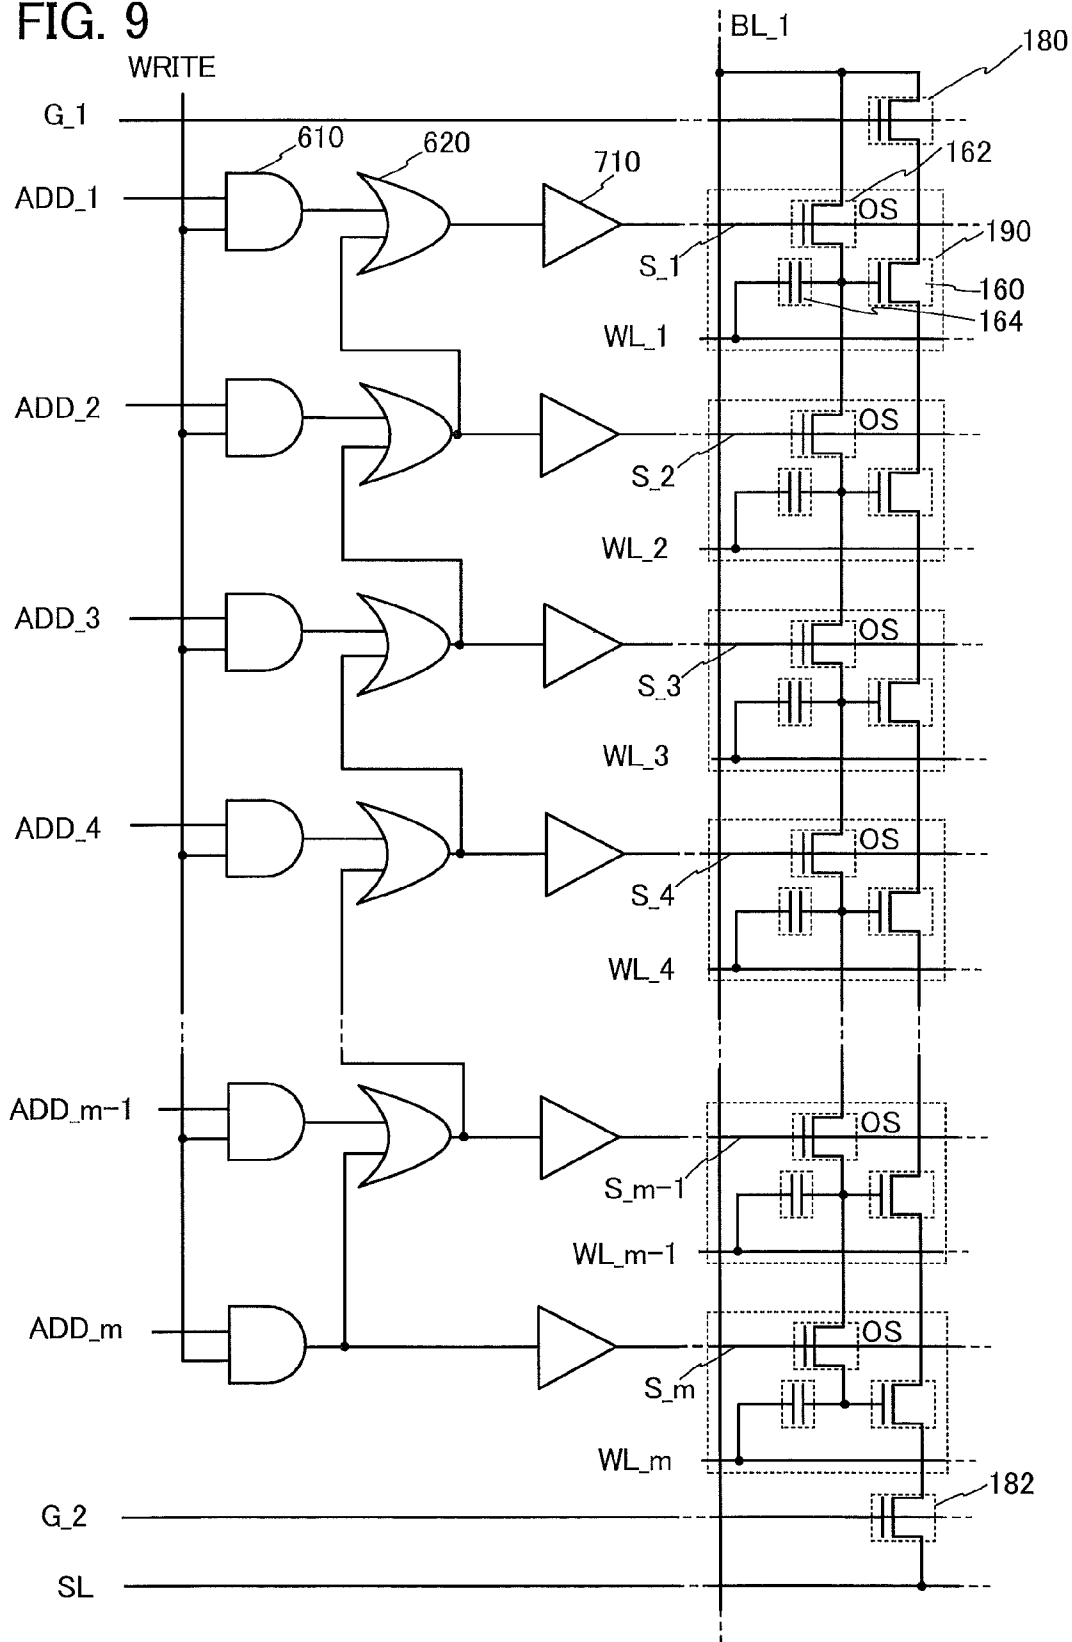 FIG. 9
BL_1
180
WRITE
G_1
610
620
710
162
ADD_1
OS
190
S_1
160
164
WL_1
ADD_2
OS
S_2
WL_2
ADD_3
OS
S_3
WL_3
ADD_4
OS
S_4
WL_4
ADD_m-1
OS
S_m-1
WL_m-1
ADD_m
OS
S_m
WL_m
182
G_2
SL